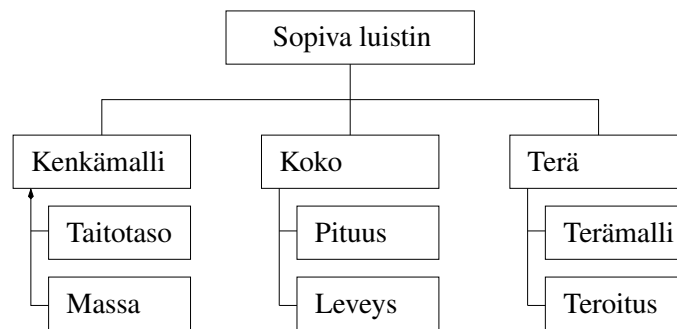 Sopiva luistin
Kenkämalli
Koko
Terä
Taitotaso
Pituus
Terämalli
Massa
Leveys
Teroitus